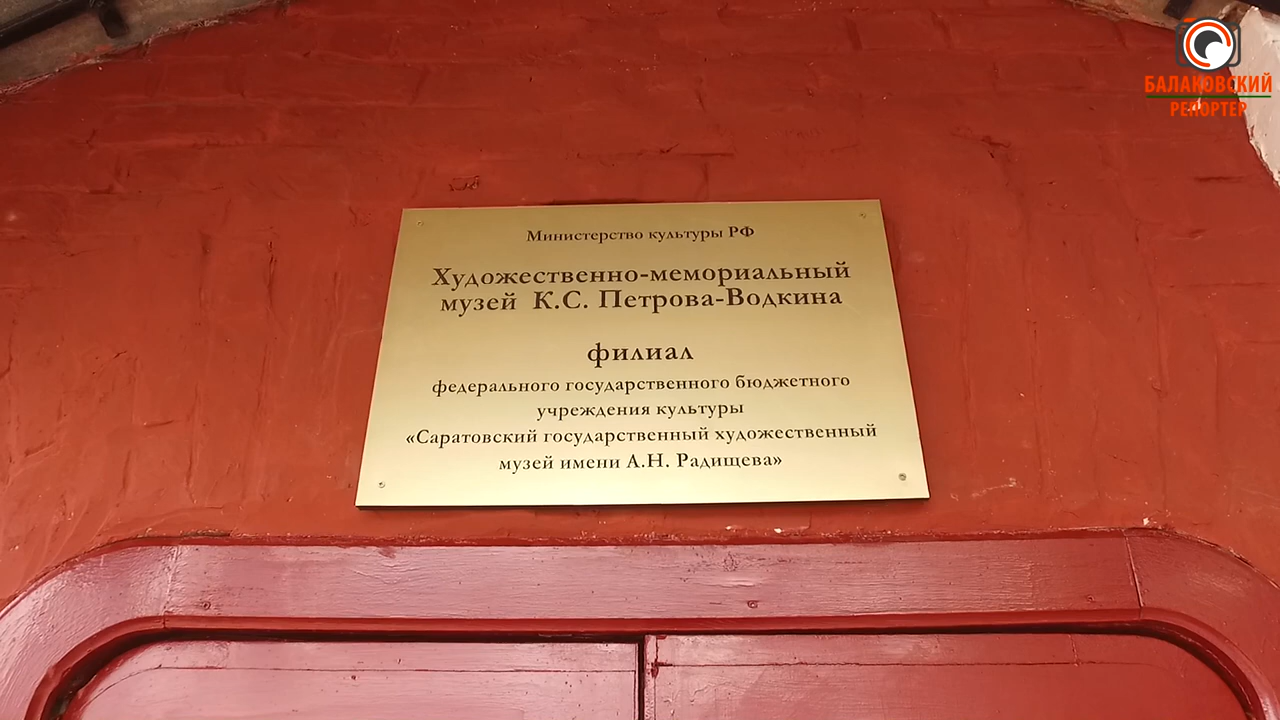 БАЛАКОВСКИЙ
РЕПОРТЕР
Министерство культуры РФ
Художественно-мемориальный
музей К.С. Петрова-Водкина
филиал
федерального государственного бюджетного
учреждения культуры
«Саратовский государственный художественный
музей имени А.Н. Радищева»